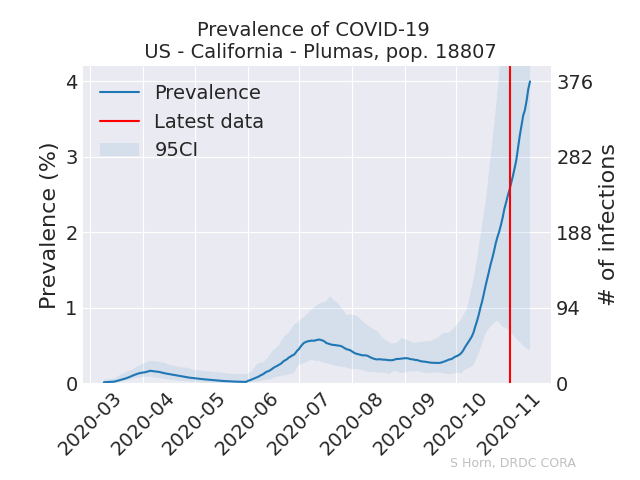 Prevalence of COVID-19
US - California - Plumas, pop. 18807
Prevalence
Latest data
95CI
Prevalence (%)
4
3
2
1
0
376
282
188
94
0
# of infections
2020-03
2020-04
2020-05
2020-06
2020-07
2020-08
2020-09
2020-10
2020-11
S Horn, DRDC CORA